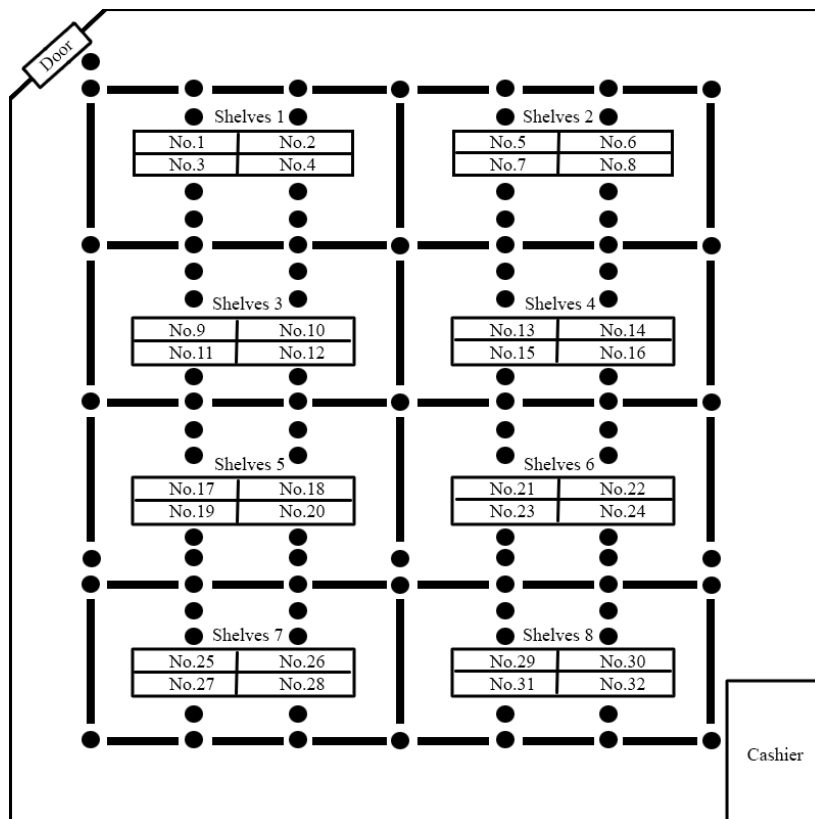 Door
Shelves 1
Shelves 2
No.1 No.2
No.5 No.6
No.3 No.4
No.7 No.8
Shelves 3
Shelves 4
No.9 No.10
No.13 No.14
No.11 No.12
No.15 No.16
Shelves 5
Shelves 6
No.17 No.18
No.21 No.22
No.19 No.20
No.23 No.24
Shelves 7
Shelves 8
No.25 No.26
No.29 No.30
No.27 No.28
No.31 No.32
Cashier